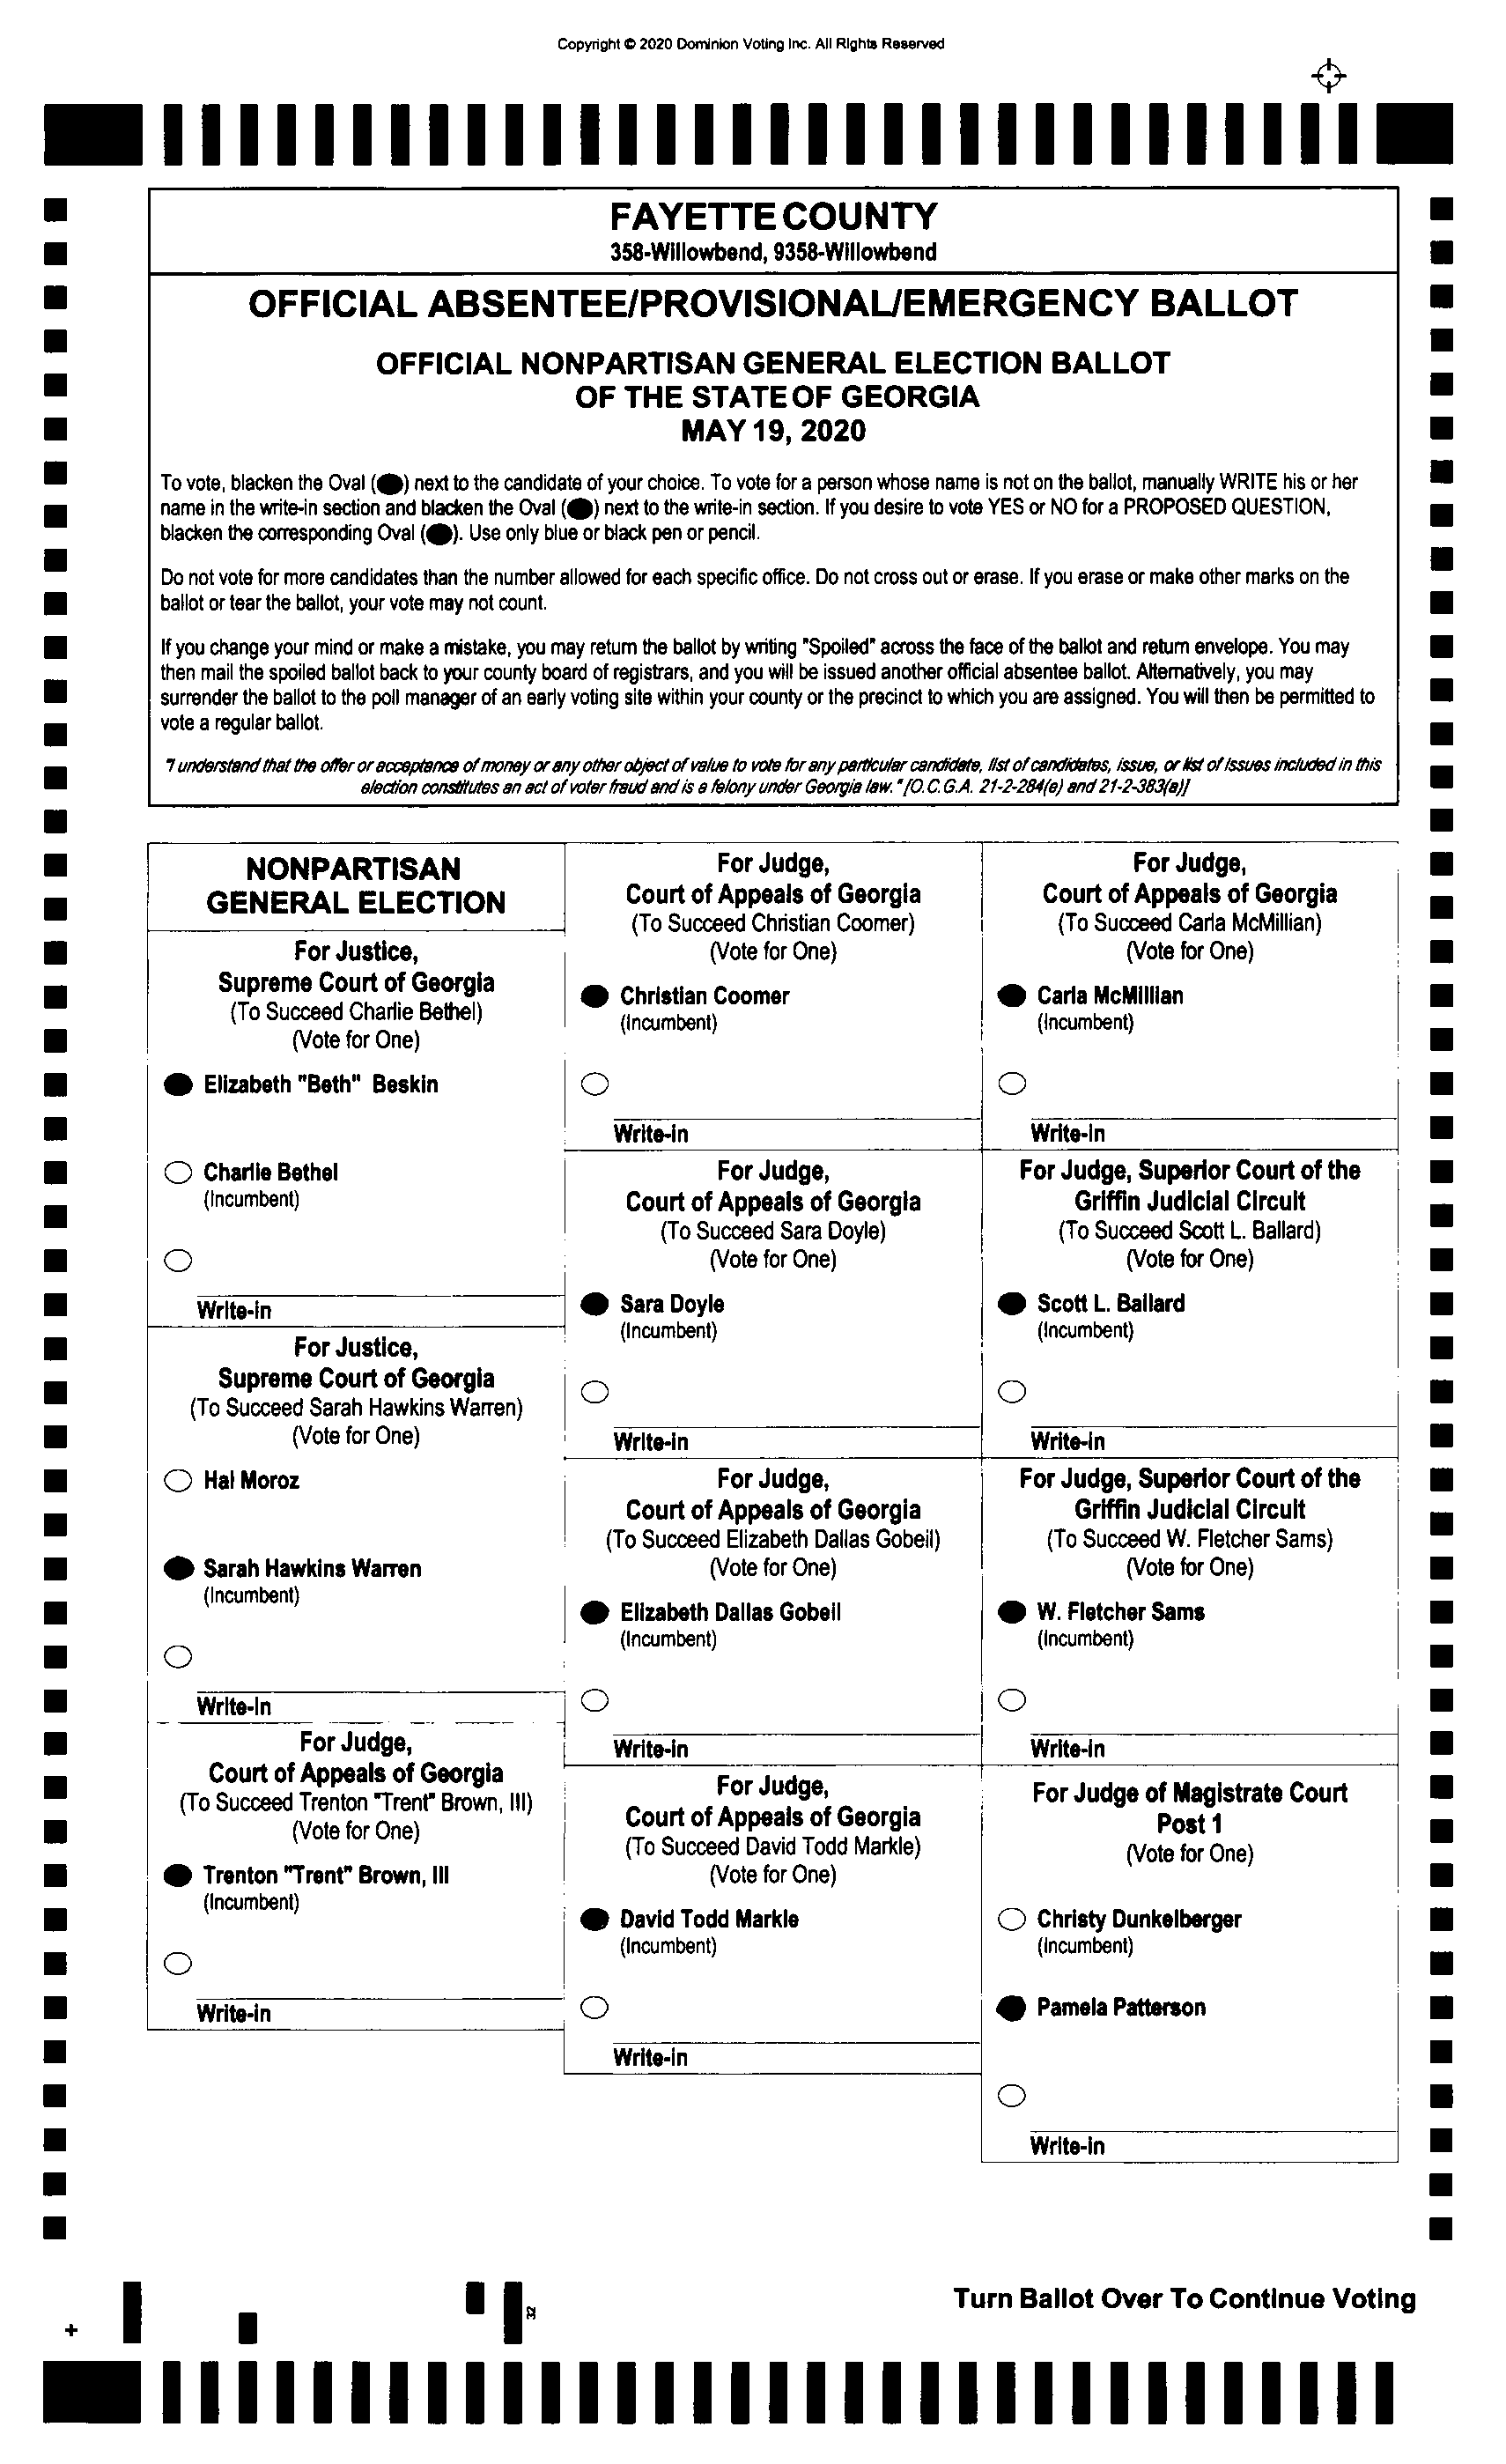 Copyright © 2020 Dominion Voting Inc. All Rights Reserved
FAYETTE COUNTY
358-Willowbend, 9358-Willowbend
OFFICIAL ABSENTEE/PROVISIONAL/EMERGENCY BALLOT
OFFICIAL NONPARTISAN GENERAL ELECTION BALLOT
OF THE STATE OF GEORGIA
MAY 19, 2020
To vote, blacken the Oval (⬬) next to the candidate of your choice. To vote for a person whose name is not on the ballot, manually WRITE his or her
name in the write-in section and blacken the Oval (⬬) next to the write-in section. If you desire to vote YES or NO for a PROPOSED QUESTION,
blacken the corresponding Oval (⬬). Use only blue or black pen or pencil.
Do not vote for more candidates than the number allowed for each specific office. Do not cross out or erase. If you erase or make other marks on the
ballot or tear the ballot, your vote may not count.
If you change your mind or make a mistake, you may return the ballot by writing "Spoiled" across the face of the ballot and return envelope. You may
then mail the spoiled ballot back to your county board of registrars, and you will be issued another official absentee ballot. Alternatively, you may
surrender the ballot to the poll manager of an early voting site within your county or the precinct to which you are assigned. You will then be permitted to
vote a regular ballot.
"I understand that the offer or acceptance of money or any other object of value to vote for any particular candidate, list of candidates, issue, or list of issues included in this
election constitutes an act of voter fraud and is a felony under Georgia law." [O.C.G.A. 21-2-284(e) and 21-2-383(a)]
NONPARTISAN
GENERAL ELECTION
For Justice,
Supreme Court of Georgia
(To Succeed Charlie Bethel)
(Vote for One)
Elizabeth "Beth" Beskin
Charlie Bethel
(Incumbent)
Write-in
For Justice,
Supreme Court of Georgia
(To Succeed Sarah Hawkins Warren)
(Vote for One)
Hal Moroz
Sarah Hawkins Warren
(Incumbent)
Write-in
For Judge,
Court of Appeals of Georgia
(To Succeed Trenton "Trent" Brown, III)
(Vote for One)
Trenton "Trent" Brown, III
(Incumbent)
Write-in
For Judge,
Court of Appeals of Georgia
(To Succeed Christian Coomer)
(Vote for One)
Christian Coomer
(Incumbent)
Write-in
For Judge,
Court of Appeals of Georgia
(To Succeed Sara Doyle)
(Vote for One)
Sara Doyle
(Incumbent)
Write-in
For Judge,
Court of Appeals of Georgia
(To Succeed Elizabeth Dallas Gobeil)
(Vote for One)
Elizabeth Dallas Gobeil
(Incumbent)
Write-in
For Judge,
Court of Appeals of Georgia
(To Succeed David Todd Markle)
(Vote for One)
David Todd Markle
(Incumbent)
Write-in
For Judge,
Court of Appeals of Georgia
(To Succeed Carla McMillian)
(Vote for One)
Carla McMillian
(Incumbent)
Write-in
For Judge, Superior Court of the
Griffin Judicial Circuit
(To Succeed Scott L. Ballard)
(Vote for One)
Scott L. Ballard
(Incumbent)
Write-in
For Judge, Superior Court of the
Griffin Judicial Circuit
(To Succeed W. Fletcher Sams)
(Vote for One)
W. Fletcher Sams
(Incumbent)
Write-in
For Judge of Magistrate Court
Post 1
(Vote for One)
Christy Dunkelberger
(Incumbent)
Pamela Patterson
Write-in
32
Turn Ballot Over To Continue Voting
+